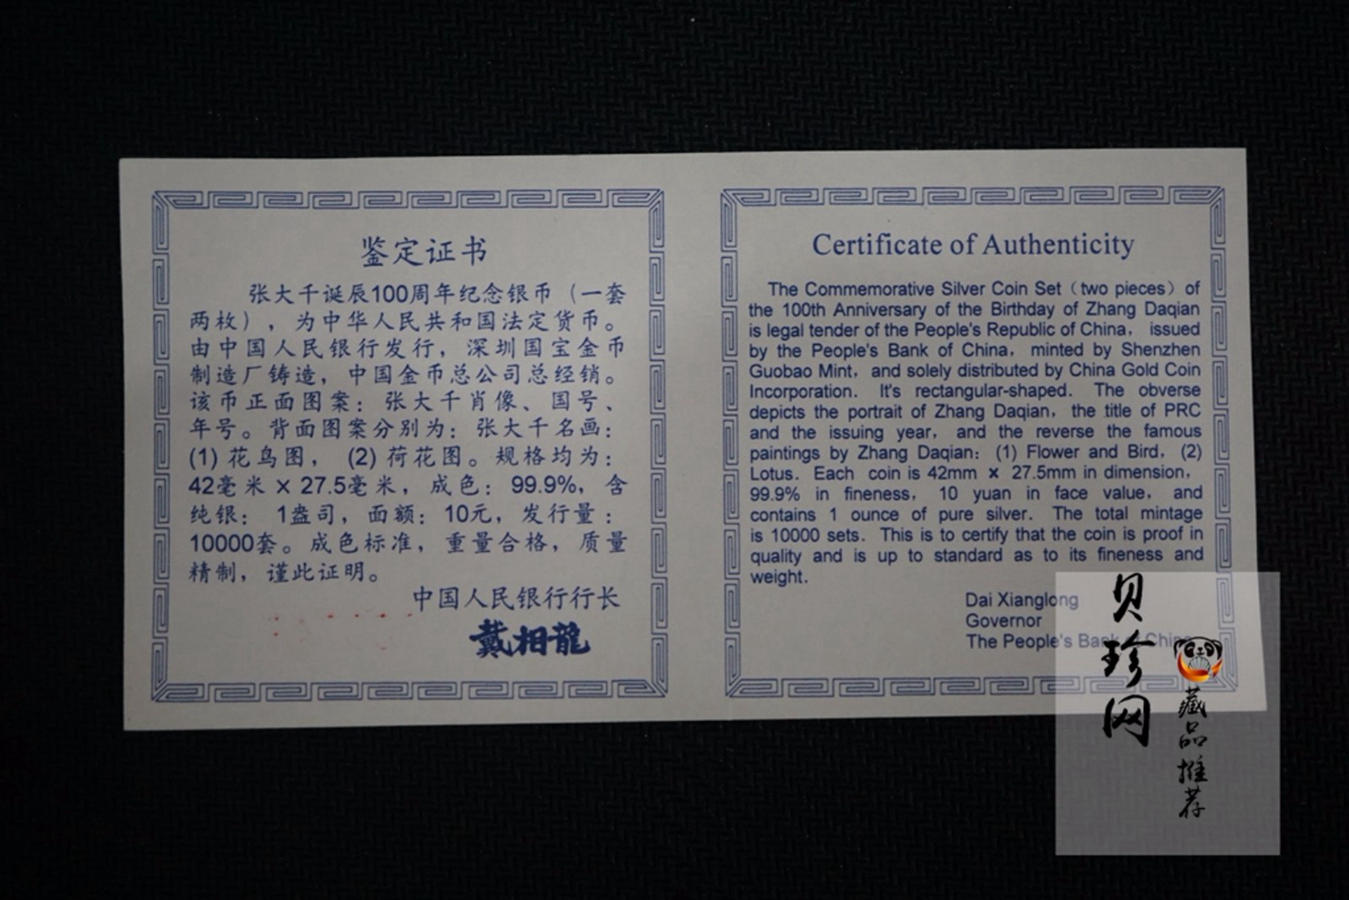 鉴定证书
张大千诞辰100周年纪念银币（一套
两枚），为中华人民共和国法定货币。
由中国人民银行发行，深圳国宝金币
制造厂铸造，中国金币总公司总经销。
该币正面图案：张大千肖像、国号、
年号。背面图案分别为：张大千名画：
(1) 花鸟图， (2) 荷花图。规格均为：
42毫米 × 27.5毫米，成色：99.9%，含
纯银： 1盎司，面额：10元，发行量：
10000套。成色标准，重量合格，质量
精制，谨此证明。
中国人民银行行长
戴相龍
Certificate of Authenticity
The Commemorative Silver Coin Set（two pieces）of
the 100th Anniversary of the Birthday of Zhang Daqian
is legal tender of the People's Republic of China， issued
by the People's Bank of China，minted by Shenzhen
Guobao Mint，and solely distributed by China Gold Coin
Incorporation. It's rectangular-shaped. The obverse
depicts the portrait of Zhang Daqian，the title of PRC
and the issuing year，and the reverse the famous
paintings by Zhang Daqian：(1) Flower and Bird，(2)
Lotus. Each coin is 42mm × 27.5mm in dimension，
99.9% in fineness，10 yuan in face value，and
contains 1 ounce of pure silver. The total mintage
is 10000 sets. This is to certify that the coin is proof in
quality and is up to standard as to its fineness and
weight.
Dai Xianglong
Governor
The People's Bank of China
贝珍网
藏品推荐